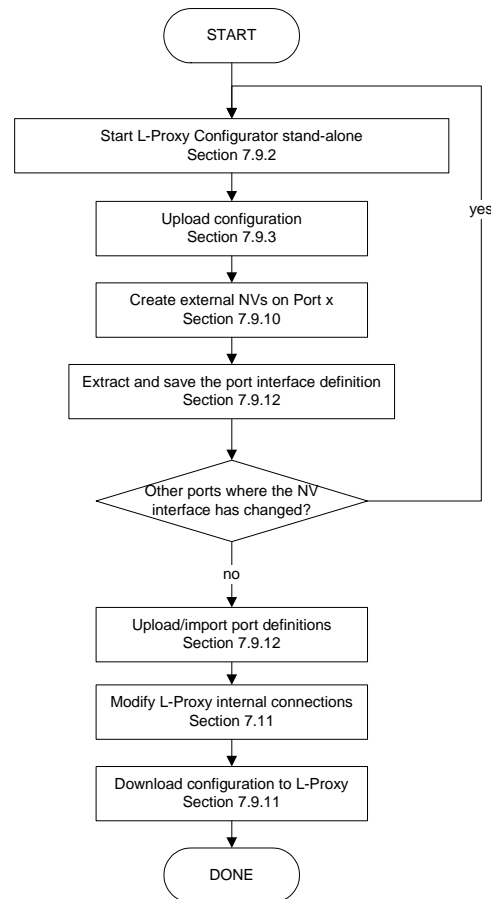 START
Start L-Proxy Configurator stand-alone
Section 7.9.2
yes
Upload configuration
Section 7.9.3
Create external NVs on Port x
Section 7.9.10
Extract and save the port interface definition
Section 7.9.12
Other ports where the NV
interface has changed?
no
Upload/import port definitions
Section 7.9.12
Modify L-Proxy internal connections
Section 7.11
Download configuration to L-Proxy
Section 7.9.11
DONE